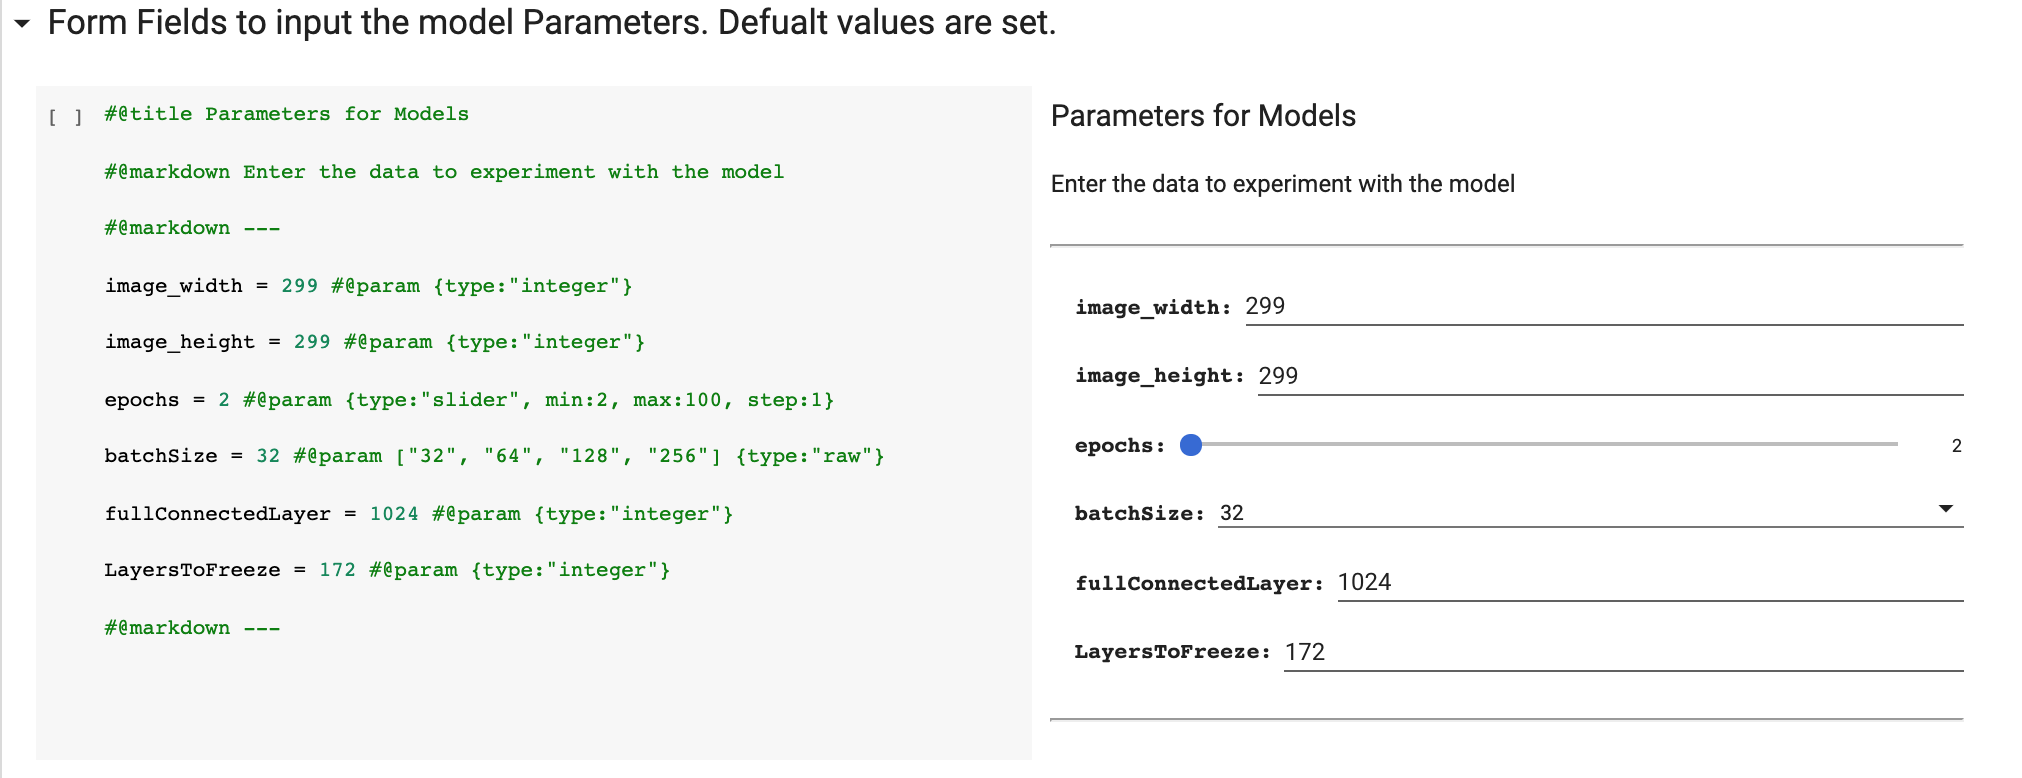 Form Fields to input the model Parameters. Defualt values are set.
[ ] #@title Parameters for Models
#@markdown Enter the data to experiment with the model
#@markdown ---
image_width = 299 #@param {type:"integer"}
image_height = 299 #@param {type:"integer"}
epochs = 2 #@param {type:"slider", min:2, max:100, step:1}
batchSize = 32 #@param ["32", "64", "128", "256"] {type:"raw"}
fullConnectedLayer = 1024 #@param {type:"integer"}
LayersToFreeze = 172 #@param {type:"integer"}
#@markdown ---
Parameters for Models
Enter the data to experiment with the model
image_width: 299
image_height: 299
epochs: 2
batchSize: 32
fullConnectedLayer: 1024
LayersToFreeze: 172